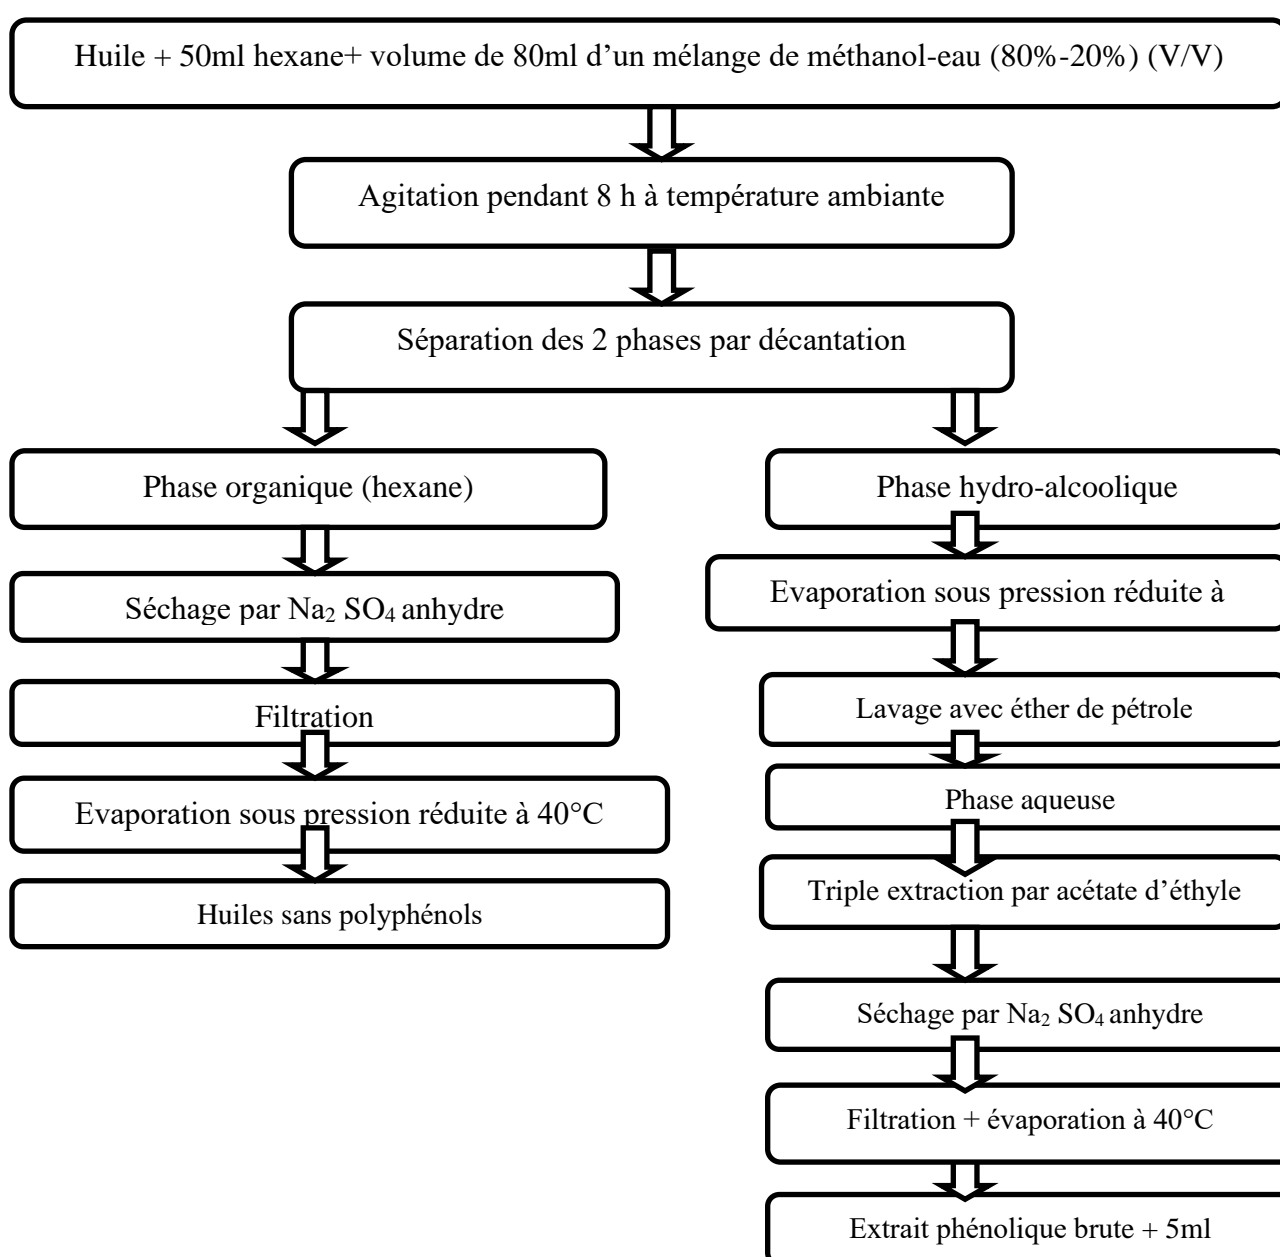 Huile + 50ml hexane+ volume de 80ml d’un mélange de méthanol-eau (80%-20%) (V/V)
Agitation pendant 8 h à température ambiante
Séparation des 2 phases par décantation
Phase organique (hexane)
Séchage par Na₂ SO₄ anhydre
Filtration
Evaporation sous pression réduite à 40°C
Huiles sans polyphénols
Phase hydro-alcoolique
Evaporation sous pression réduite à
Lavage avec éther de pétrole
Phase aqueuse
Triple extraction par acétate d’éthyle
Séchage par Na₂ SO₄ anhydre
Filtration + évaporation à 40°C
Extrait phénolique brute + 5ml